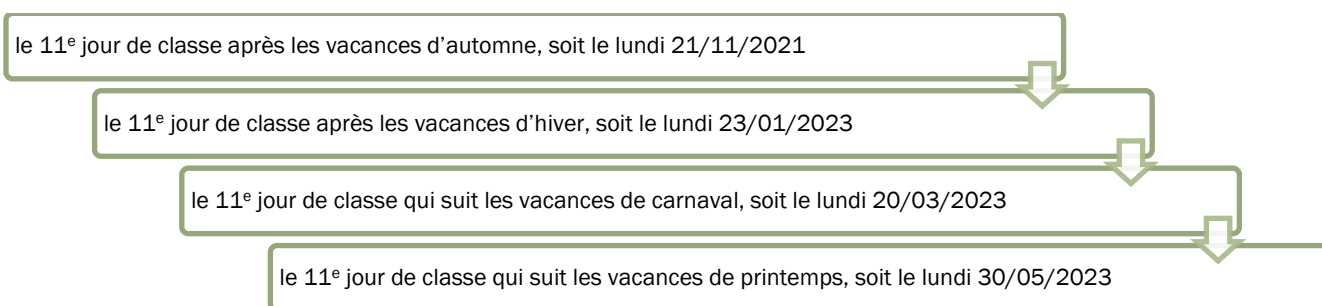 le 11ᵉ jour de classe après les vacances d’automne, soit le lundi 21/11/2021
le 11ᵉ jour de classe après les vacances d’hiver, soit le lundi 23/01/2023
le 11ᵉ jour de classe qui suit les vacances de carnaval, soit le lundi 20/03/2023
le 11ᵉ jour de classe qui suit les vacances de printemps, soit le lundi 30/05/2023